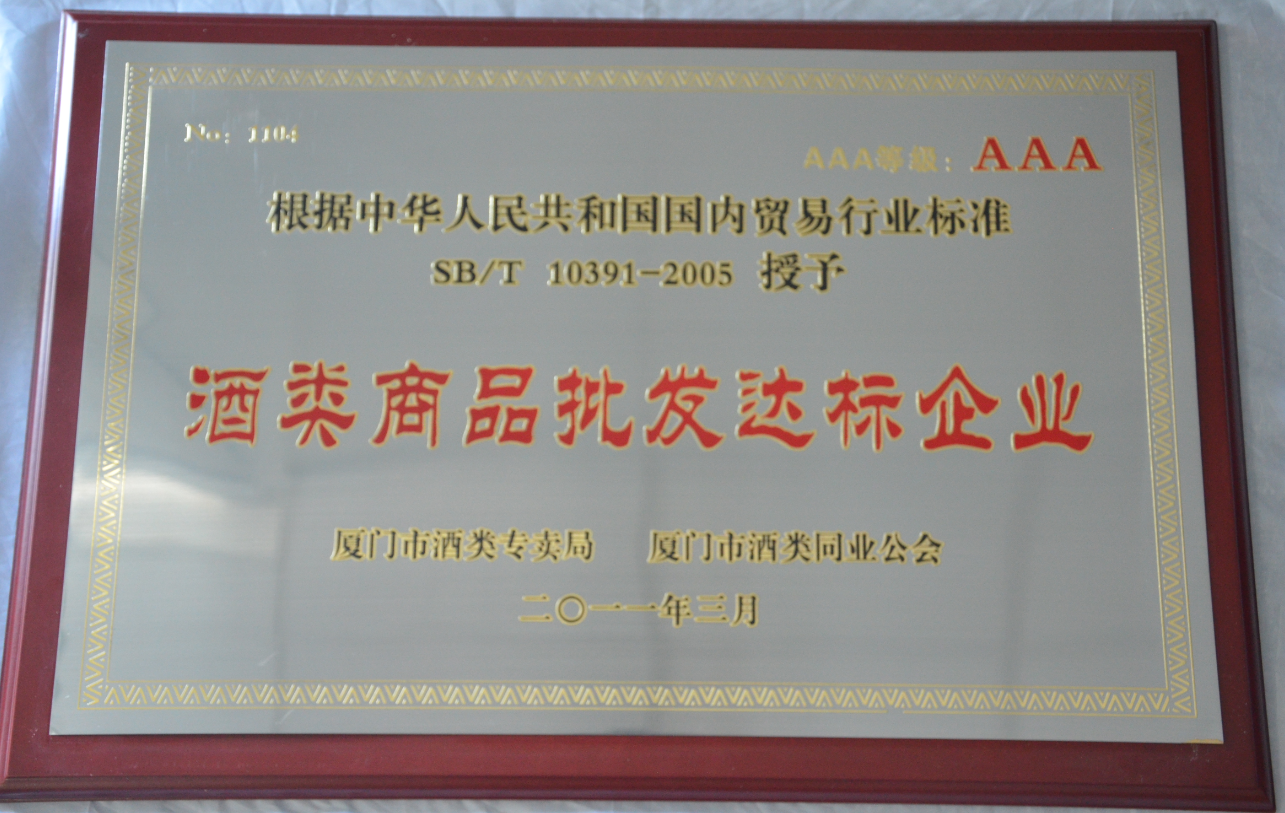 No: 1104
AAA等级: AAA
根据中华人民共和国国内贸易行业标准
SB/T 10391-2005 授予
酒类商品批发达标企业
厦门市酒类专卖局 厦门市酒类同业公会
二〇一一年三月